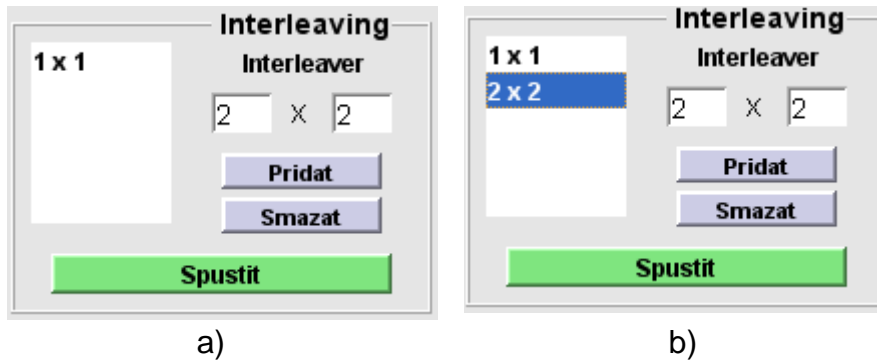 Interleaving
1 x 1
Interleaver
2 X 2
Pridat
Smazat
Spustit
a)
Interleaving
1 x 1
2 x 2
Interleaver
2 X 2
Pridat
Smazat
Spustit
b)